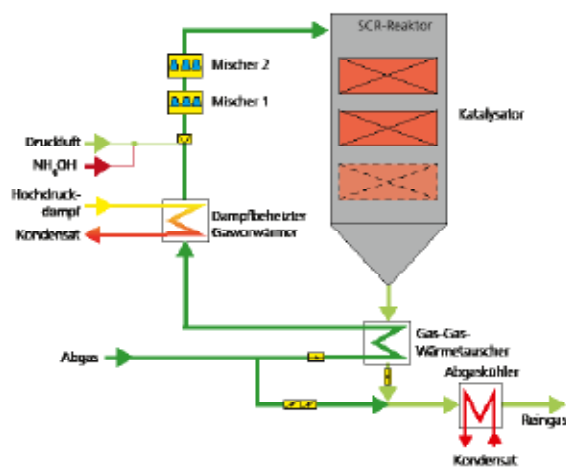 SCR-Reaktor
Mischer 2
Mischer 1
Katalysator
Druckluft
NH₄OH
Hochdruck-
dampf
Kondensat
Dampfbeheizter
Gasvorwärmer
Gas-Gas-
Wärmetauscher
Abgas
Abgaskühler
Reingas
Kondensat